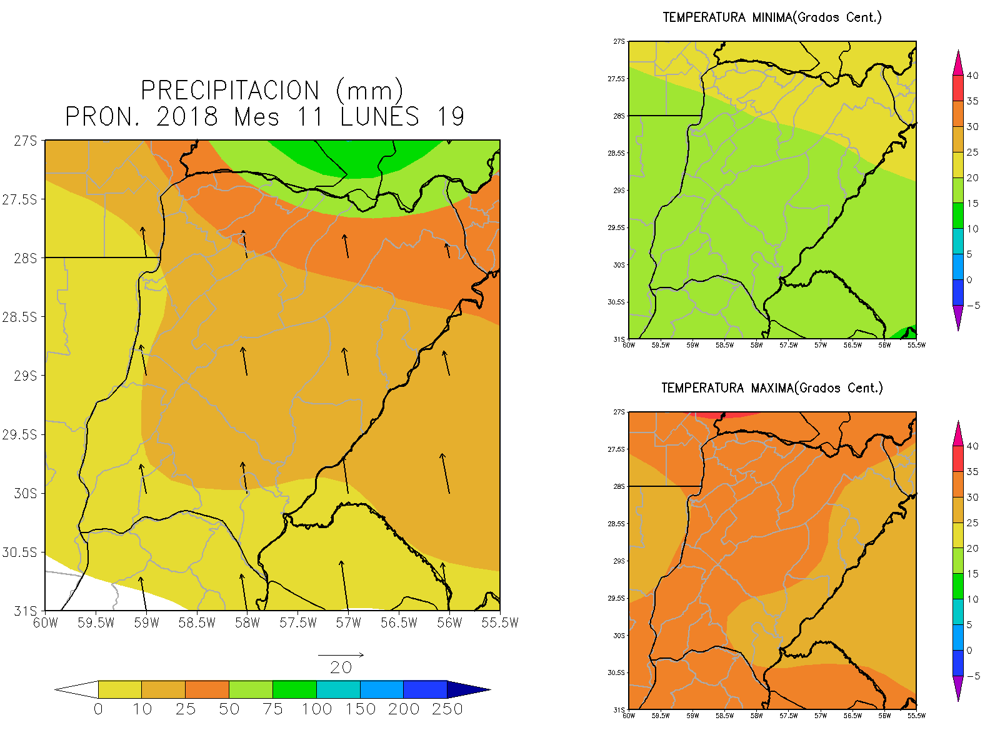 PRECIPITACION (mm)
PRON. 2018 Mes 11 LUNES 19
27S
27.5S
28S
28.5S
29S
29.5S
30S
30.5S
31S
60W 59.5W 59W 58.5W 58W 57.5W 57W 56.5W 56W 55.5W
20
0 10 25 50 75 100 150 200 250
TEMPERATURA MINIMA(Grados Cent.)
27S
27.5S
28S
28.5S
29S
29.5S
30S
30.5S
31S
60W 59.5W 59W 58.5W 58W 57.5W 57W 56.5W 56W 55.5W
40
35
30
25
20
15
10
5
0
-5
TEMPERATURA MAXIMA(Grados Cent.)
27S
27.5S
28S
28.5S
29S
29.5S
30S
30.5S
31S
60W 59.5W 59W 58.5W 58W 57.5W 57W 56.5W 56W 55.5W
40
35
30
25
20
15
10
5
0
-5